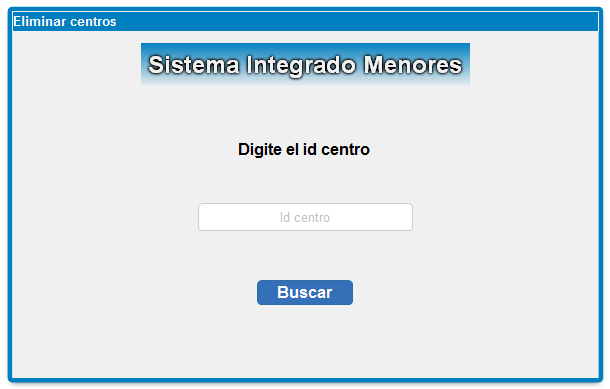 Eliminar centros
Sistema Integrado Menores
Digite el id centro
Id centro
Buscar